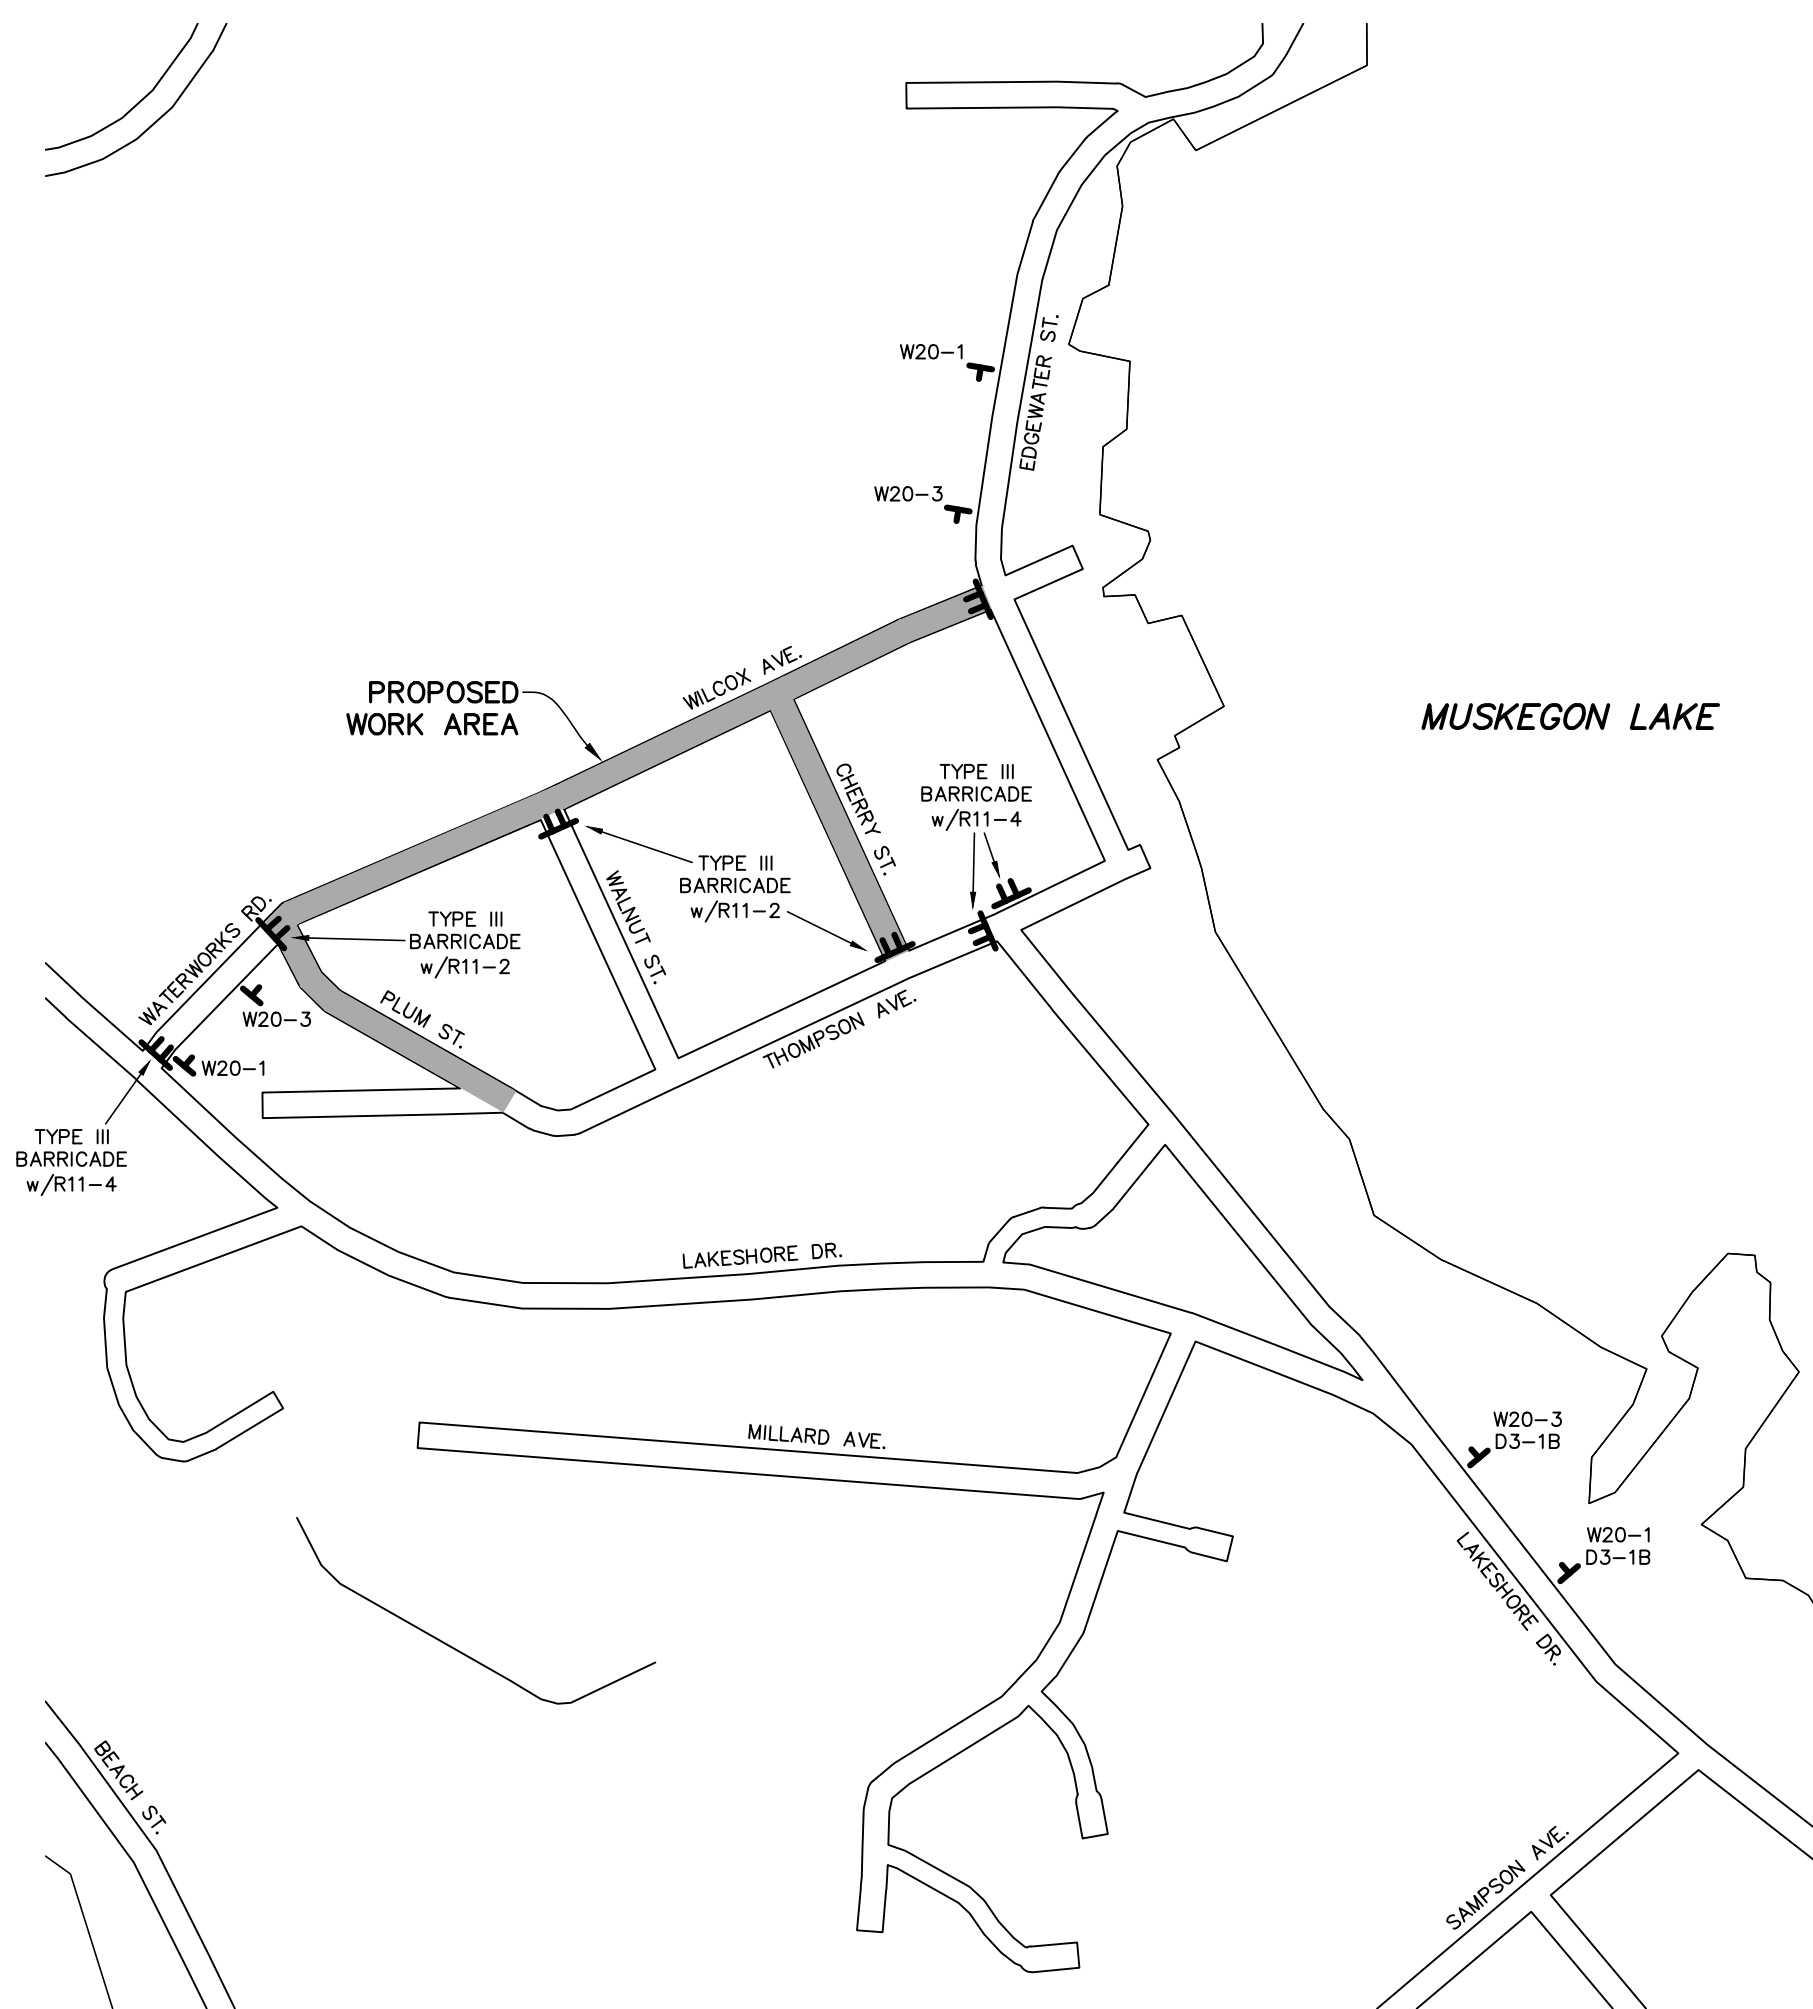 W20-1
EDGEWATER ST.
W20-3
WILCOX AVE.
PROPOSED
WORK AREA
MUSKEGON LAKE
CHERRY ST.
TYPE III
BARRICADE
w/R11-4
TYPE III
BARRICADE
w/R11-2
WALNUT ST.
WATERWORKS RD.
TYPE III
BARRICADE
w/R11-2
PLUM ST.
W20-3
THOMPSON AVE.
W20-1
TYPE III
BARRICADE
w/R11-4
LAKESHORE DR.
MILLARD AVE.
W20-3
D3-1B
W20-1
D3-1B
LAKESHORE DR.
BEACH ST.
SAMPSON AVE.